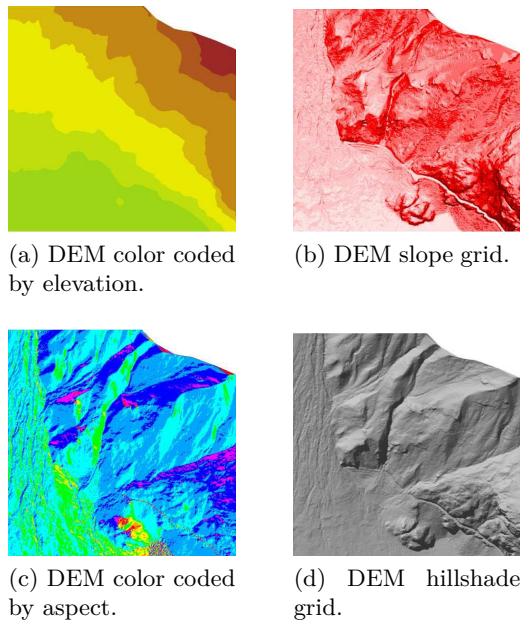 (a) DEM color coded
by elevation.
(b) DEM slope grid.
(c) DEM color coded
by aspect.
(d) DEM hillshade
grid.